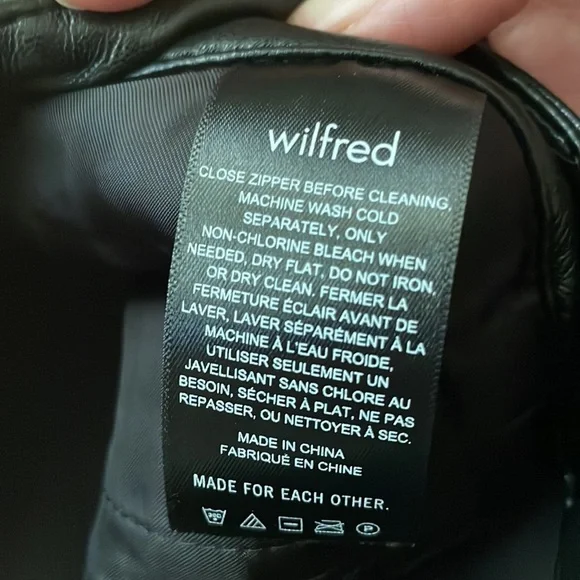 wilfred
CLOSE ZIPPER BEFORE CLEANING,
MACHINE WASH COLD
SEPARATELY, ONLY
NON-CHLORINE BLEACH WHEN
NEEDED, DRY FLAT, DO NOT IRON,
OR DRY CLEAN. FERMER LA
FERMETURE ÉCLAIR AVANT DE
LAVER, LAVER SÉPARÉMENT À LA
MACHINE À L'EAU FROIDE,
UTILISER SEULEMENT UN
JAVELLISANT SANS CHLORE AU
BESOIN, SÉCHER À PLAT, NE PAS
REPASSER, OU NETTOYER À SEC.
MADE IN CHINA
FABRIQUÉ EN CHINE
MADE FOR EACH OTHER.
30C P